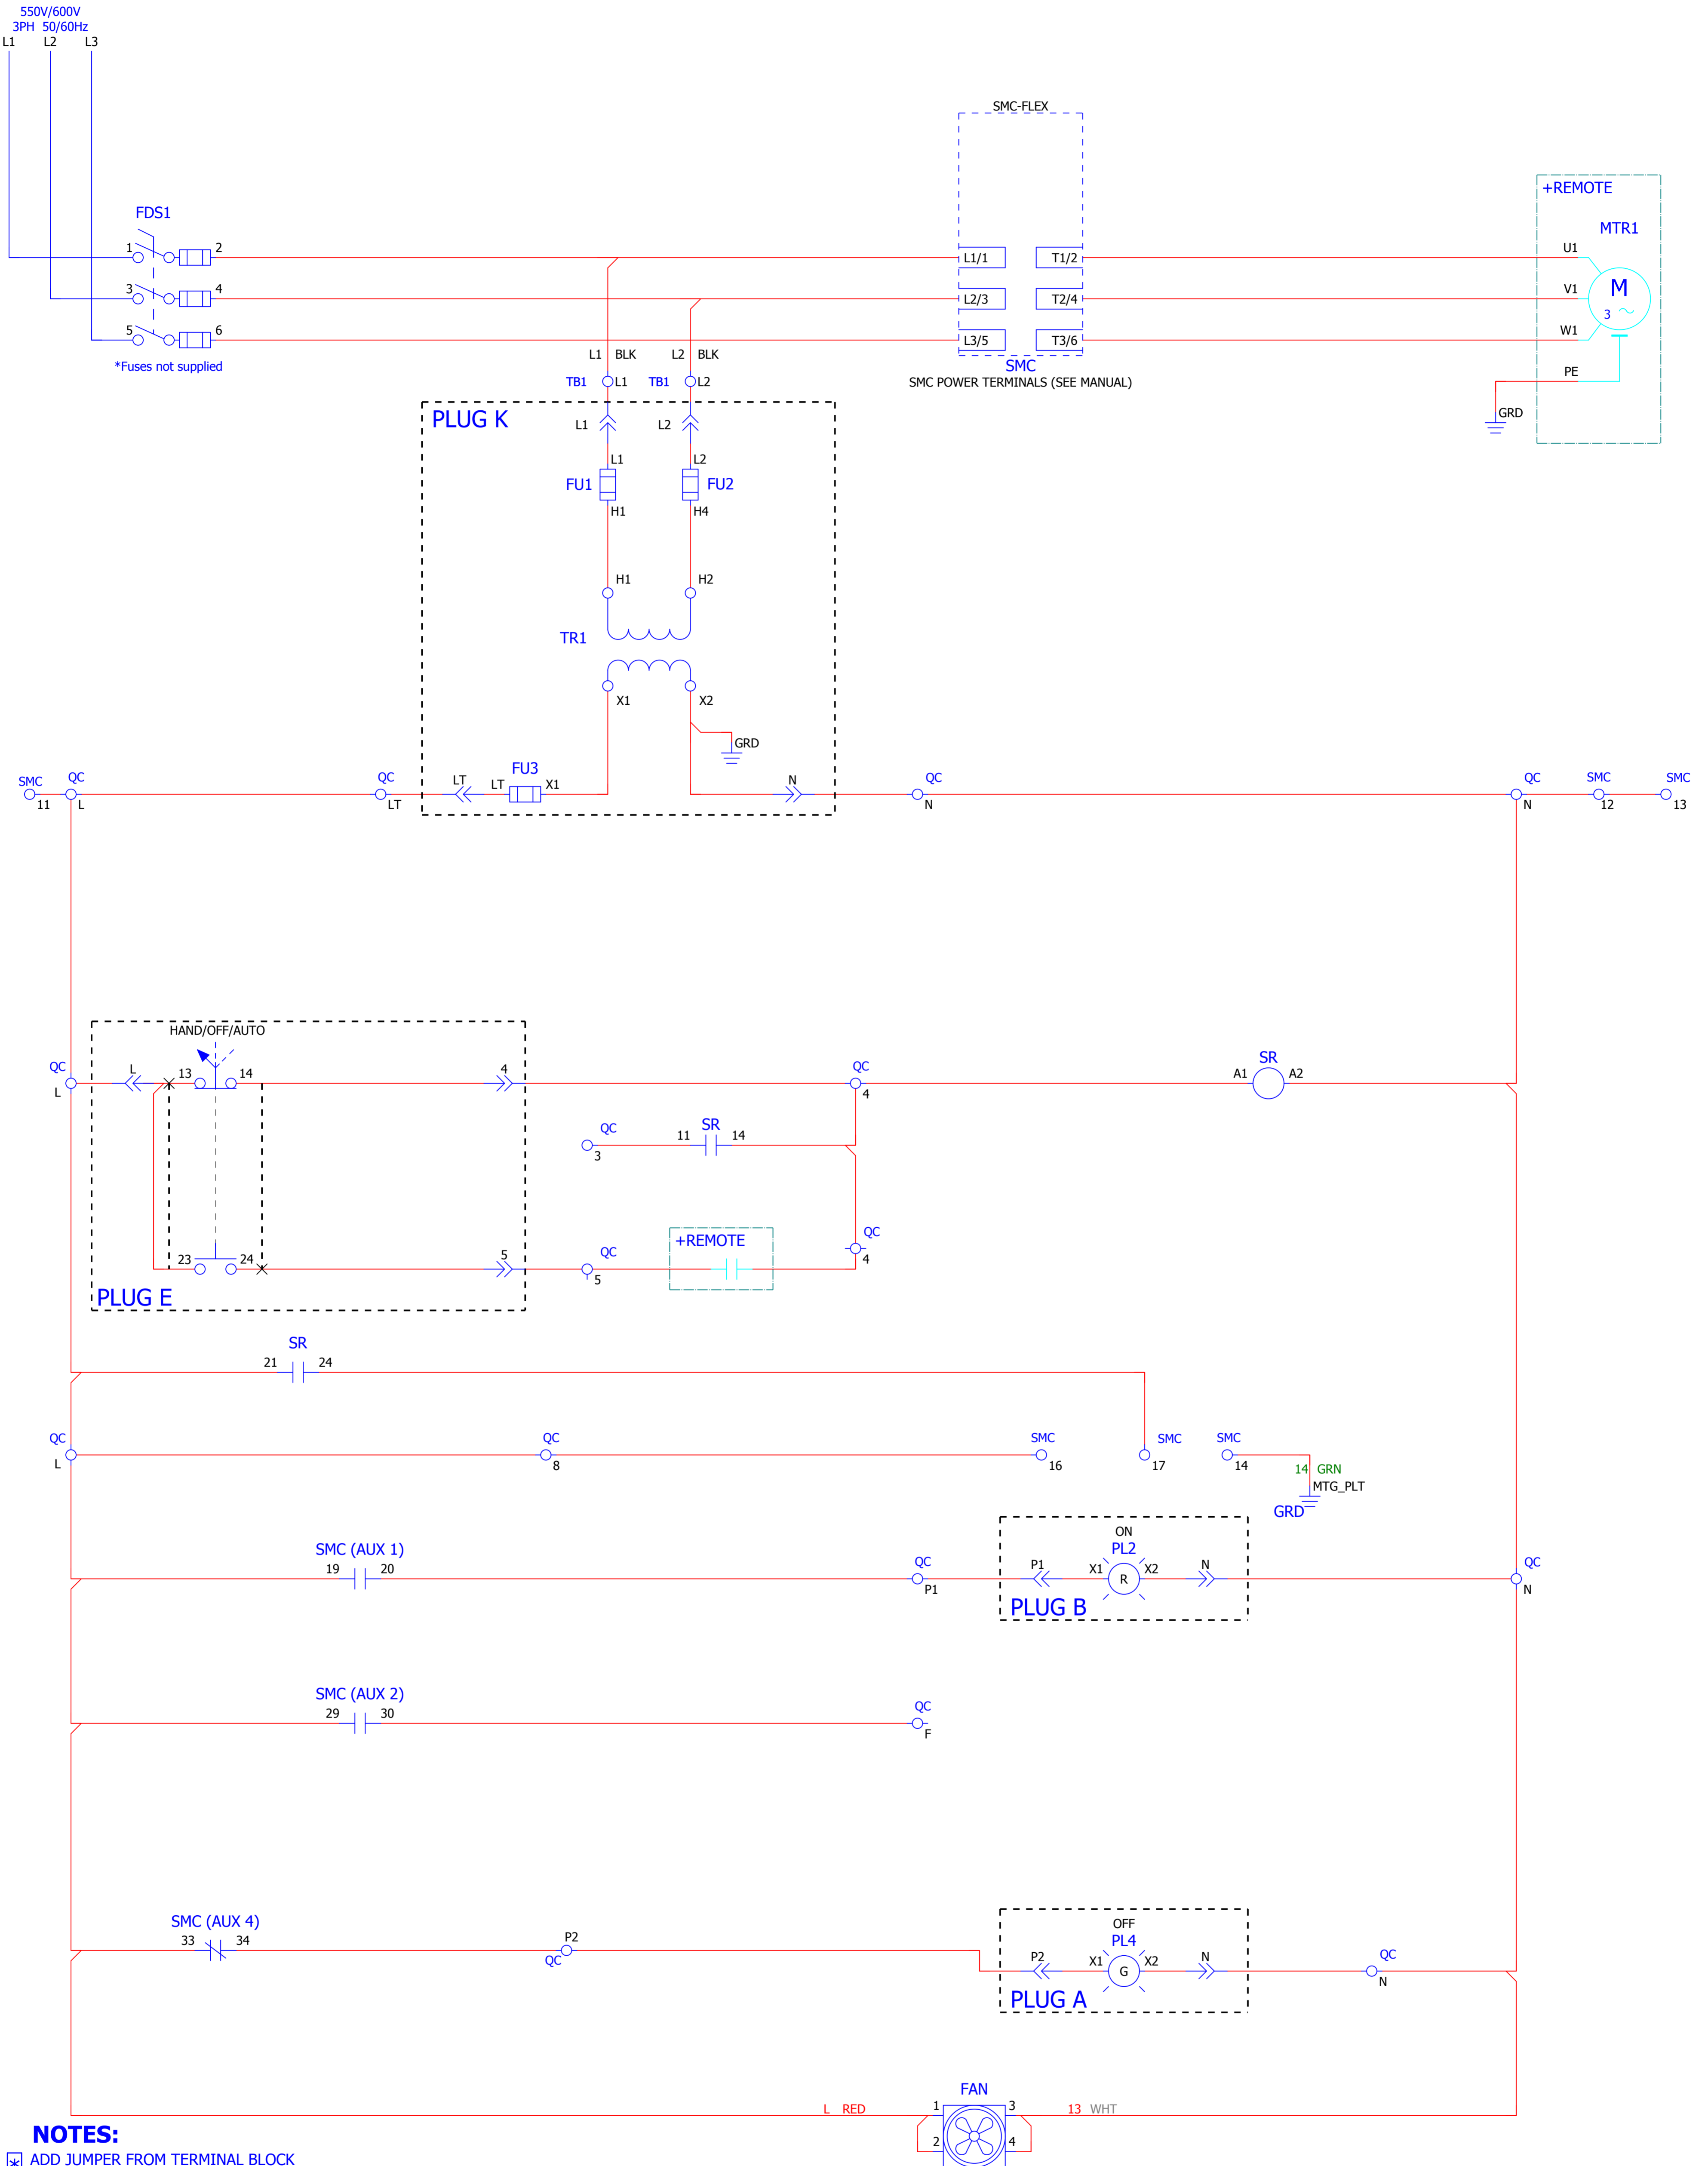 550V/600V
3PH 50/60Hz
L1 L2 L3
SMC-FLEX
+REMOTE
FDS1
MTR1
1 2 L1/1 T1/2 U1
3 4 L2/3 T2/4 V1 M
3
5 6 L3/5 T3/6 W1
*Fuses not supplied
L1 BLK L2 BLK
SMC
PE
TB1 L1 TB1 L2
SMC POWER TERMINALS (SEE MANUAL)
GRD
PLUG K
L1 L2
L1 L2
FU1 FU2
H1 H4
H1 H2
TR1
X1 X2
GRD
FU3
SMC QC QC LT LT X1 N QC QC SMC SMC
11 L LT N N 12 13
HAND/OFF/AUTO
QC L 13 14 4 QC SR
L 4 A1 A2
QC 11 SR 14
3
+REMOTE QC
4
23 24 5 QC
5
PLUG E
SR
21 24
QC QC SMC SMC SMC
L 8 16 17 14
14 GRN
MTG_PLT
GRD
ON
SMC (AUX 1) PL2
19 20 QC P1 X1 R X2 N QC
P1 N
PLUG B
SMC (AUX 2)
29 30 QC
F
SMC (AUX 4) OFF
33 34 P2 PL4
QC P2 X1 G X2 N QC
N
PLUG A
FAN
L RED 1 3 13 WHT
NOTES:
2 4
* ADD JUMPER FROM TERMINAL BLOCK